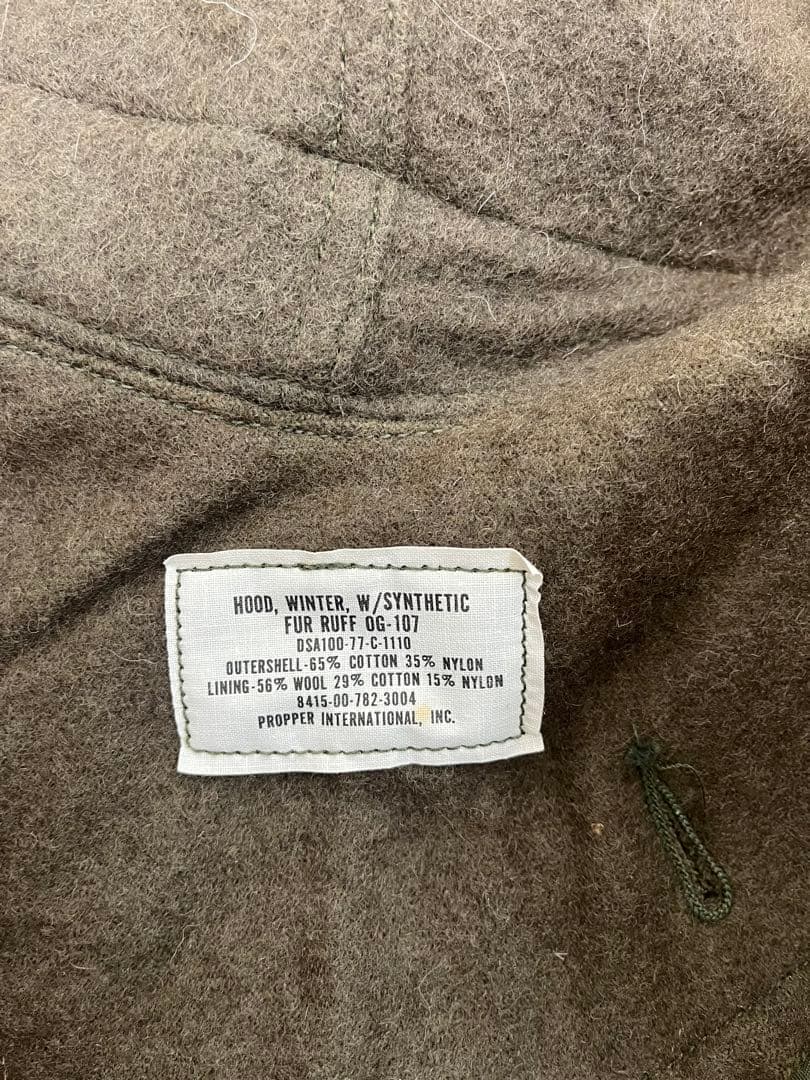 HOOD, WINTER, W/SYNTHETIC
FUR RUFF OG-107
DSA100-77-C-1110
OUTERSHELL-65% COTTON 35% NYLON
LINING-56% WOOL 29% COTTON 15% NYLON
8415-00-782-3004
PROPPER INTERNATIONAL, INC.